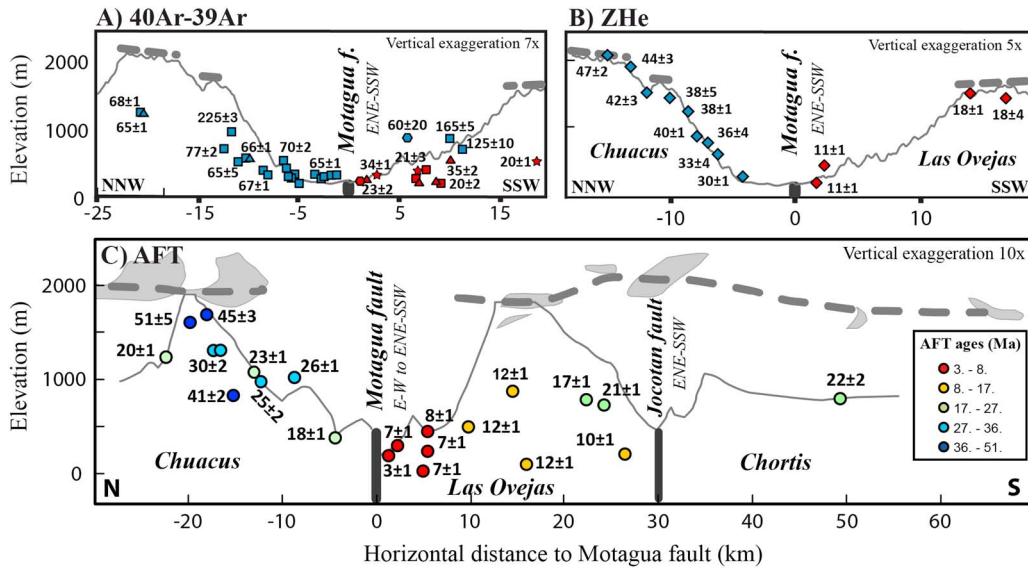 A) 40Ar-39Ar
Vertical exaggeration 7x
Elevation (m)
2000
1000
0
68±1
65±1
225±3
77±2
65±5
66±1
67±1
70±2
65±1
Motagua f.
ENE-SSW
60±20
165±5
125±10
34±1
21±3
23±2
35±2
20±2
20±1
NNW
SSW
-25
-15
-5
5
15
B) ZHe
Vertical exaggeration 5x
47±2
44±3
42±3
38±5
38±1
40±1
36±4
33±4
30±1
Motagua f.
ENE-SSW
11±1
11±1
18±1
18±4
Chuacus
Las Ovejas
NNW
SSW
-10
0
10
C) AFT
Vertical exaggeration 10x
Elevation (m)
2000
1000
0
51±5
45±3
20±1
30±2
41±2
23±1
25±2
26±1
18±1
Motagua fault
E-W to ENE-SSW
7±1
3±1
8±1
7±1
7±1
12±1
12±1
12±1
17±1
21±1
10±1
Jocotan fault
ENE-SSW
22±2
Chuacus
Las Ovejas
Chortis
N
S
AFT ages (Ma)
3. - 8.
8. - 17.
17. - 27.
27. - 36.
36. - 51.
-20
-10
0
10
20
30
40
50
60
Horizontal distance to Motagua fault (km)